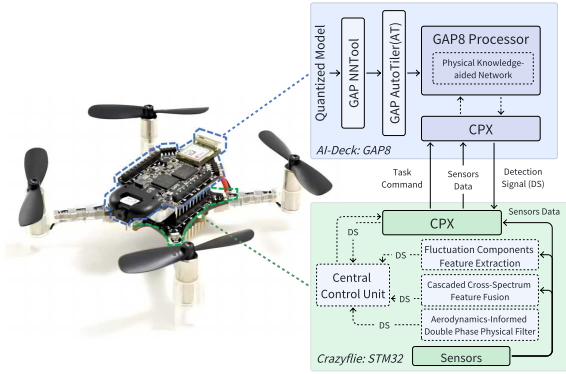 Quantized Model
GAP NNTool
GAP AutoTiler(AT)
GAP8 Processor
Physical Knowledge-
aided Network
CPX
AI-Deck: GAP8
Task
Command
Sensors
Data
Detection
Signal (DS)
Sensors Data
CPX
DS
DS
DS
Fluctuation Components
Feature Extraction
Central
Control Unit
DS
Cascaded Cross-Spectrum
Feature Fusion
DS
Aerodynamics-Informed
Double Phase Physical Filter
Crazyflie: STM32
Sensors